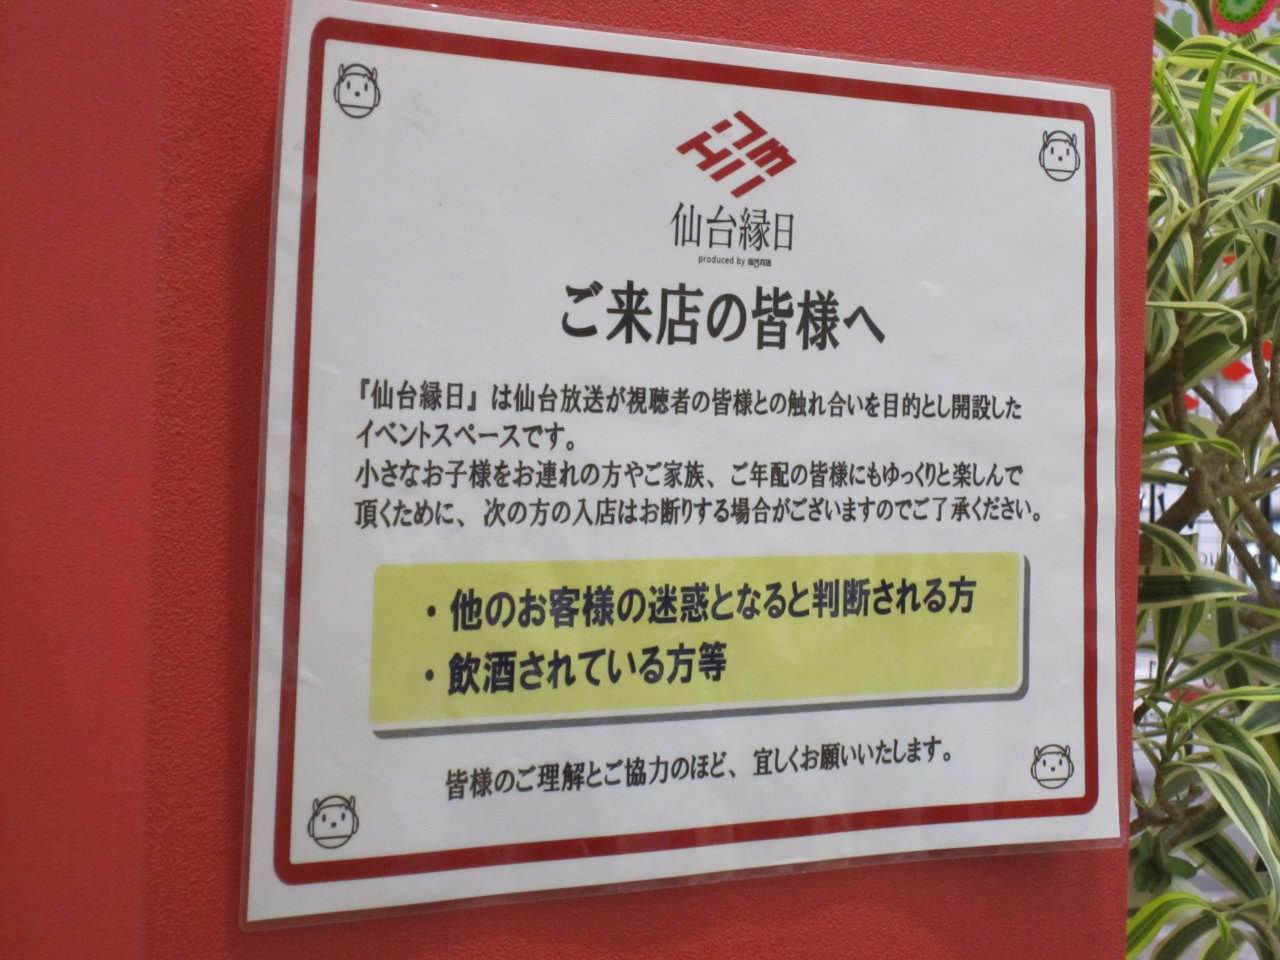 仙台縁日
produced by 仙台放送
ご来店の皆様へ
『仙台縁日』は仙台放送が視聴者の皆様との触れ合いを目的とし開設した
イベントスペースです。
小さなお子様をお連れの方やご家族、ご年配の皆様にもゆっくりと楽しんで
頂くために、次の方の入店はお断りする場合がございますのでご了承ください。
・他のお客様の迷惑となると判断される方
・飲酒されている方等
皆様のご理解とご協力のほど、宜しくお願いいたします。